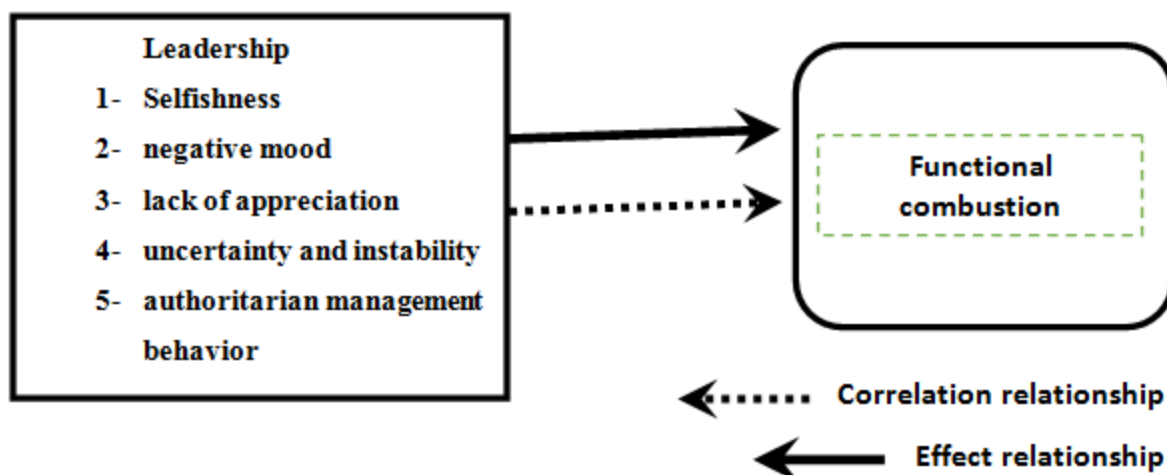 Leadership
1- Selfishness
2- negative mood
3- lack of appreciation
4- uncertainty and instability
5- authoritarian management
behavior
Functional
combustion
Correlation relationship
Effect relationship